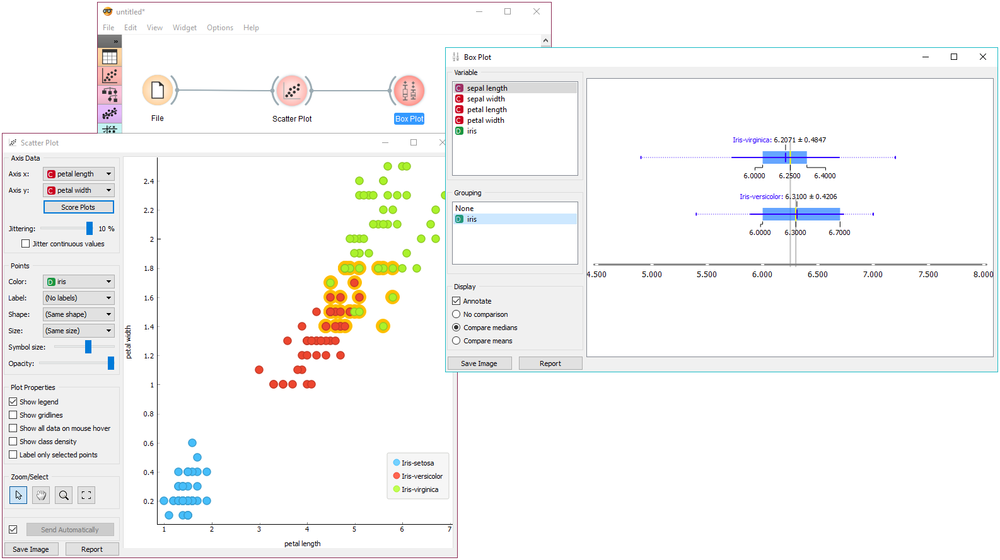 untitled*
File Edit View Widget Options Help
»
File
Scatter Plot
Box Plot
Scatter Plot
Axis Data
Axis x: C petal length
Axis y: C petal width
Score Plots
Jittering: 10 %
Jitter continuous values
Points
Color: D iris
Label: (No labels)
Shape: (Same shape)
Size: (Same size)
Symbol size:
Opacity:
Plot Properties
Show legend
Show gridlines
Show all data on mouse hover
Show class density
Label only selected points
Zoom/Select
Send Automatically
Save Image Report
petal width
2.4
2.2
2
1.8
1.6
1.4
1.2
1
0.8
0.6
0.4
0.2
1 2 3 4 5 6 7
petal length
Iris-setosa
Iris-versicolor
Iris-virginica
Box Plot
Variable
C sepal length
C sepal width
C petal length
C petal width
D iris
Grouping
None
D iris
Display
Annotate
No comparison
Compare medians
Compare means
Save Image Report
Iris-virginica: 6.2071 ± 0.4847
6.0000 6.2500 6.4000
Iris-versicolor: 6.3100 ± 0.4206
6.0000 6.3000 6.7000
4.500 5.000 5.500 6.000 6.500 7.000 7.500 8.000